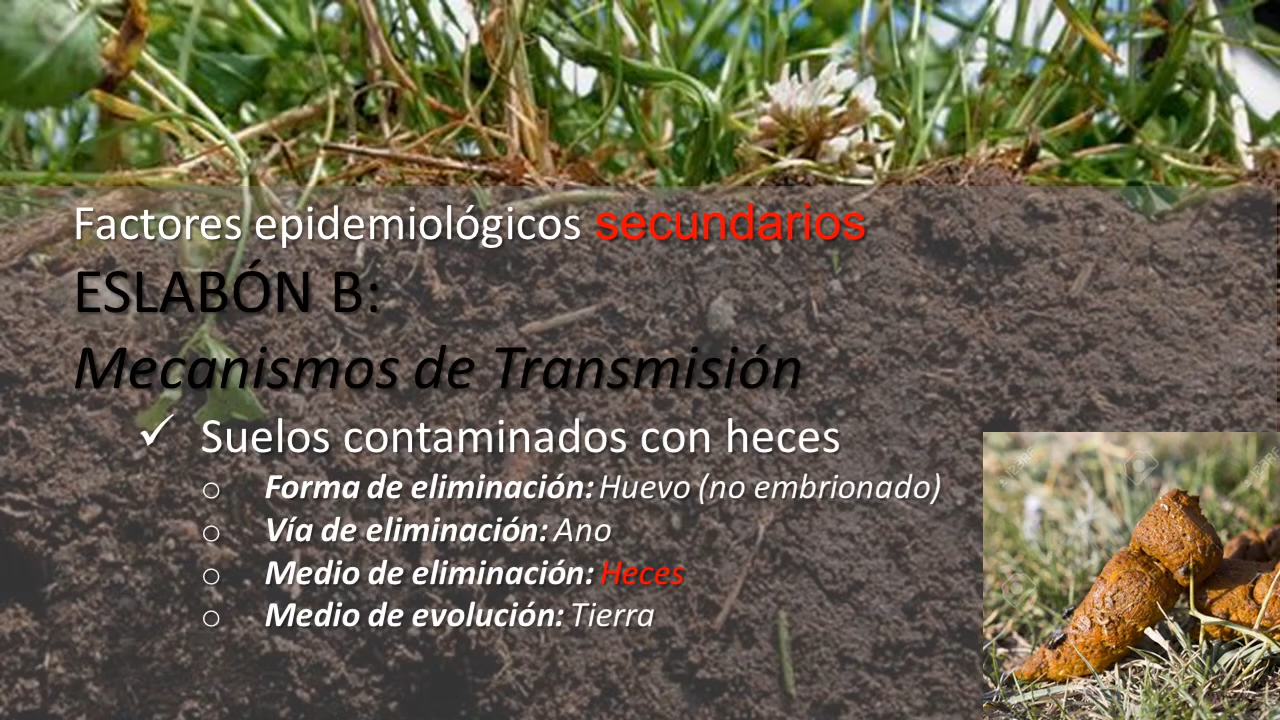 Factores epidemiológicos secundarios
ESLABÓN B:
Mecanismos de Transmisión
✓ Suelos contaminados con heces
o Forma de eliminación: Huevo (no embrionado)
o Vía de eliminación: Ano
o Medio de eliminación: Heces
o Medio de evolución: Tierra